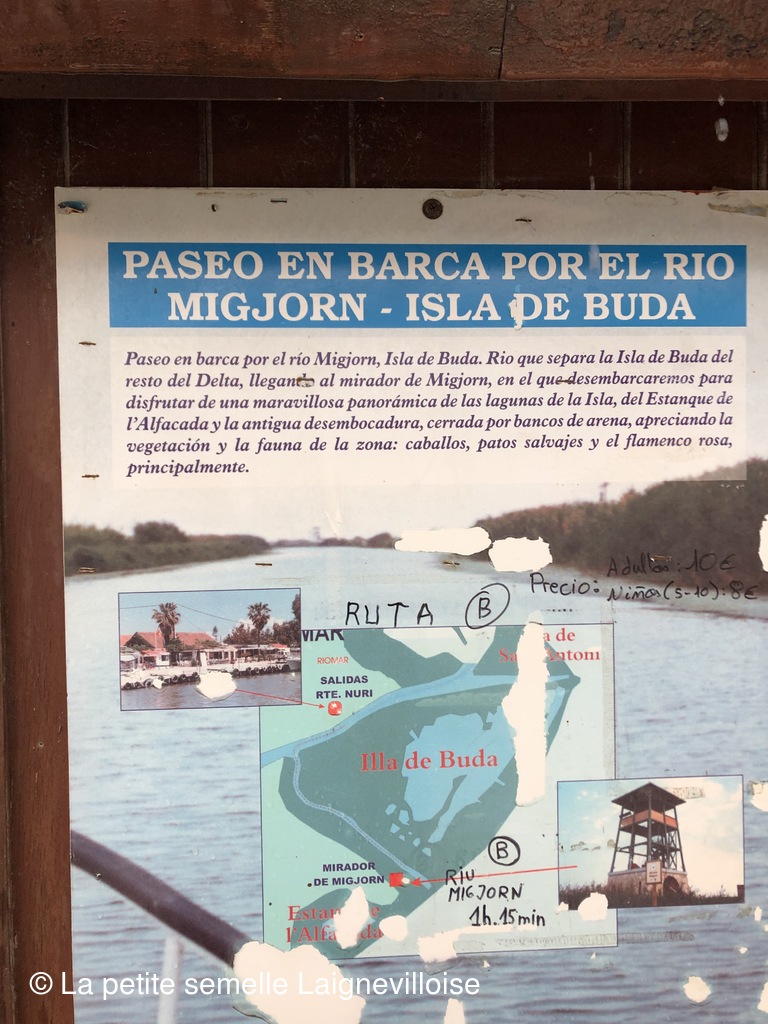 PASEO EN BARCA POR EL RIO
MIGJORN - ISLA DE BUDA
Paseo en barca por el río Migjorn, Isla de Buda. Rio que separa la Isla de Buda del
resto del Delta, llegando al mirador de Migjorn, en el que desembarcaremos para
disfrutar de una maravillosa panorámica de las lagunas de la Isla, del Estanque de
l'Alfacada y la antigua desembocadura, cerrada por bancos de arena, apreciando la
vegetación y la fauna de la zona: caballos, patos salvajes y el flamenco rosa,
principalmente.
Precio: Adultos: 10€
Niños (5-10): 8€
RUTA B
MAR
RIOMAR
SALIDAS
RTE. NURI
de
Illa de Buda
MIRADOR
DE MIGJORN
B
RIU
MIGJORN
1h. 15min
© La petite semelle Laignevilloise